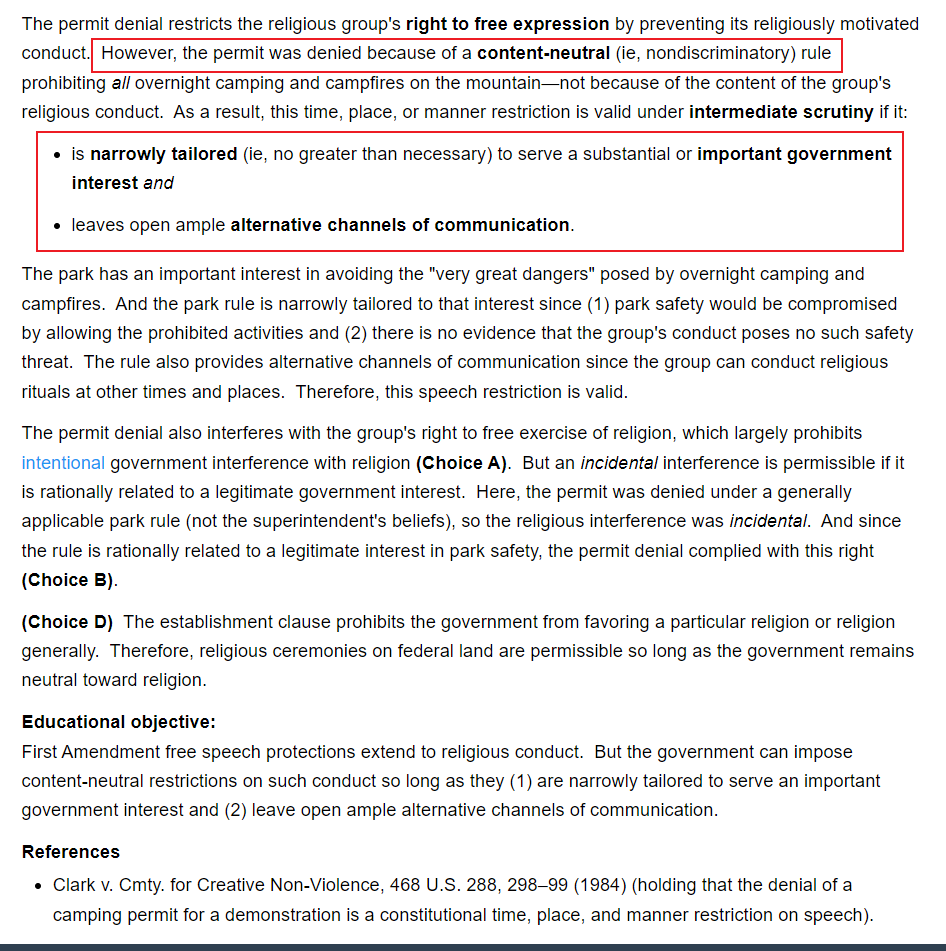 The permit denial restricts the religious group's right to free expression by preventing its religiously motivated
conduct. However, the permit was denied because of a content-neutral (ie, nondiscriminatory) rule
prohibiting all overnight camping and campfires on the mountain—not because of the content of the group's
religious conduct. As a result, this time, place, or manner restriction is valid under intermediate scrutiny if it:
• is narrowly tailored (ie, no greater than necessary) to serve a substantial or important government
interest and
• leaves open ample alternative channels of communication.
The park has an important interest in avoiding the "very great dangers" posed by overnight camping and
campfires. And the park rule is narrowly tailored to that interest since (1) park safety would be compromised
by allowing the prohibited activities and (2) there is no evidence that the group's conduct poses no such safety
threat. The rule also provides alternative channels of communication since the group can conduct religious
rituals at other times and places. Therefore, this speech restriction is valid.
The permit denial also interferes with the group's right to free exercise of religion, which largely prohibits
intentional government interference with religion (Choice A). But an incidental interference is permissible if it
is rationally related to a legitimate government interest. Here, the permit was denied under a generally
applicable park rule (not the superintendent's beliefs), so the religious interference was incidental. And since
the rule is rationally related to a legitimate interest in park safety, the permit denial complied with this right
(Choice B).
(Choice D) The establishment clause prohibits the government from favoring a particular religion or religion
generally. Therefore, religious ceremonies on federal land are permissible so long as the government remains
neutral toward religion.
Educational objective:
First Amendment free speech protections extend to religious conduct. But the government can impose
content-neutral restrictions on such conduct so long as they (1) are narrowly tailored to serve an important
government interest and (2) leave open ample alternative channels of communication.
References
• Clark v. Cmty. for Creative Non-Violence, 468 U.S. 288, 298–99 (1984) (holding that the denial of a
camping permit for a demonstration is a constitutional time, place, and manner restriction on speech).